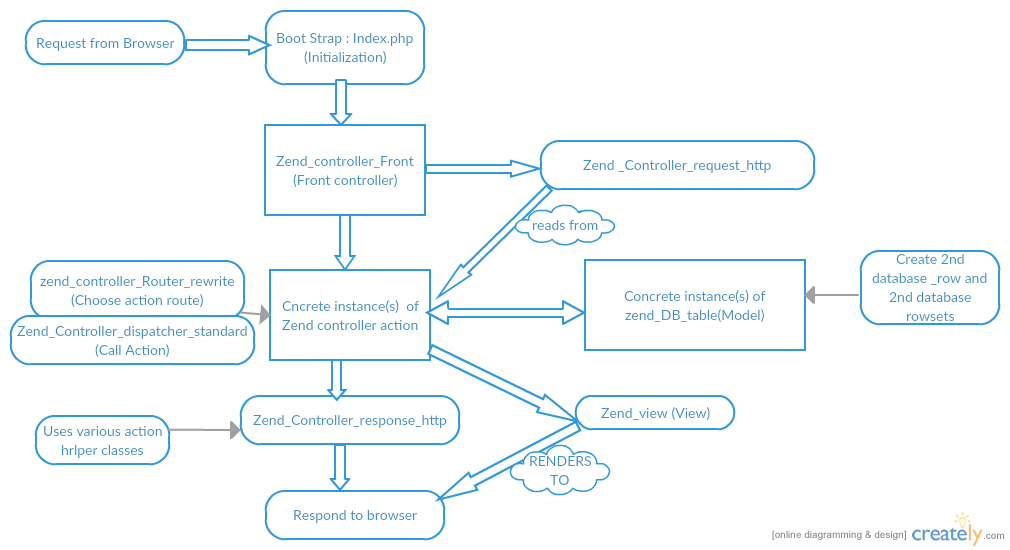 Request from Browser
Boot Strap : Index.php
(Initialization)
Zend_controller_Front
(Front controller)
Zend _Controller_request_http
reads from
zend_controller_Router_rewrite
(Choose action route)
Zend_Controller_dispatcher_standard
(Call Action)
Cncrete instance(s) of
Zend controller action
Concrete instance(s) of
zend_DB_table(Model)
Create 2nd
database _row and
2nd database
rowsets
Zend_Controller_response_http
Zend_view (View)
Uses various action
hrlper classes
RENDERS
TO
Respond to browser
[online diagramming & design] creately.com